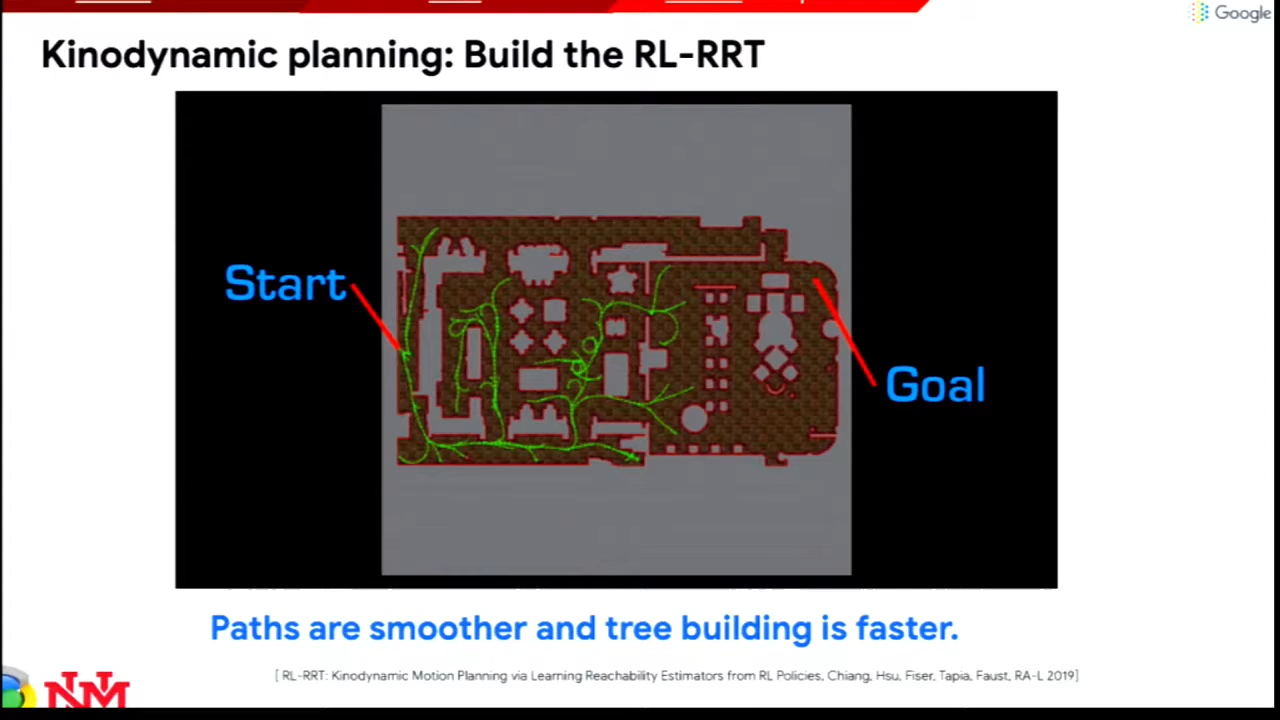 Google
Kinodynamic planning: Build the RL-RRT
Start
Goal
Paths are smoother and tree building is faster.
[ RL-RRT: Kinodynamic Motion Planning via Learning Reachability Estimators from RL Policies, Chiang, Hsu, Fiser, Tapia, Faust, RA-L 2019]
UNM